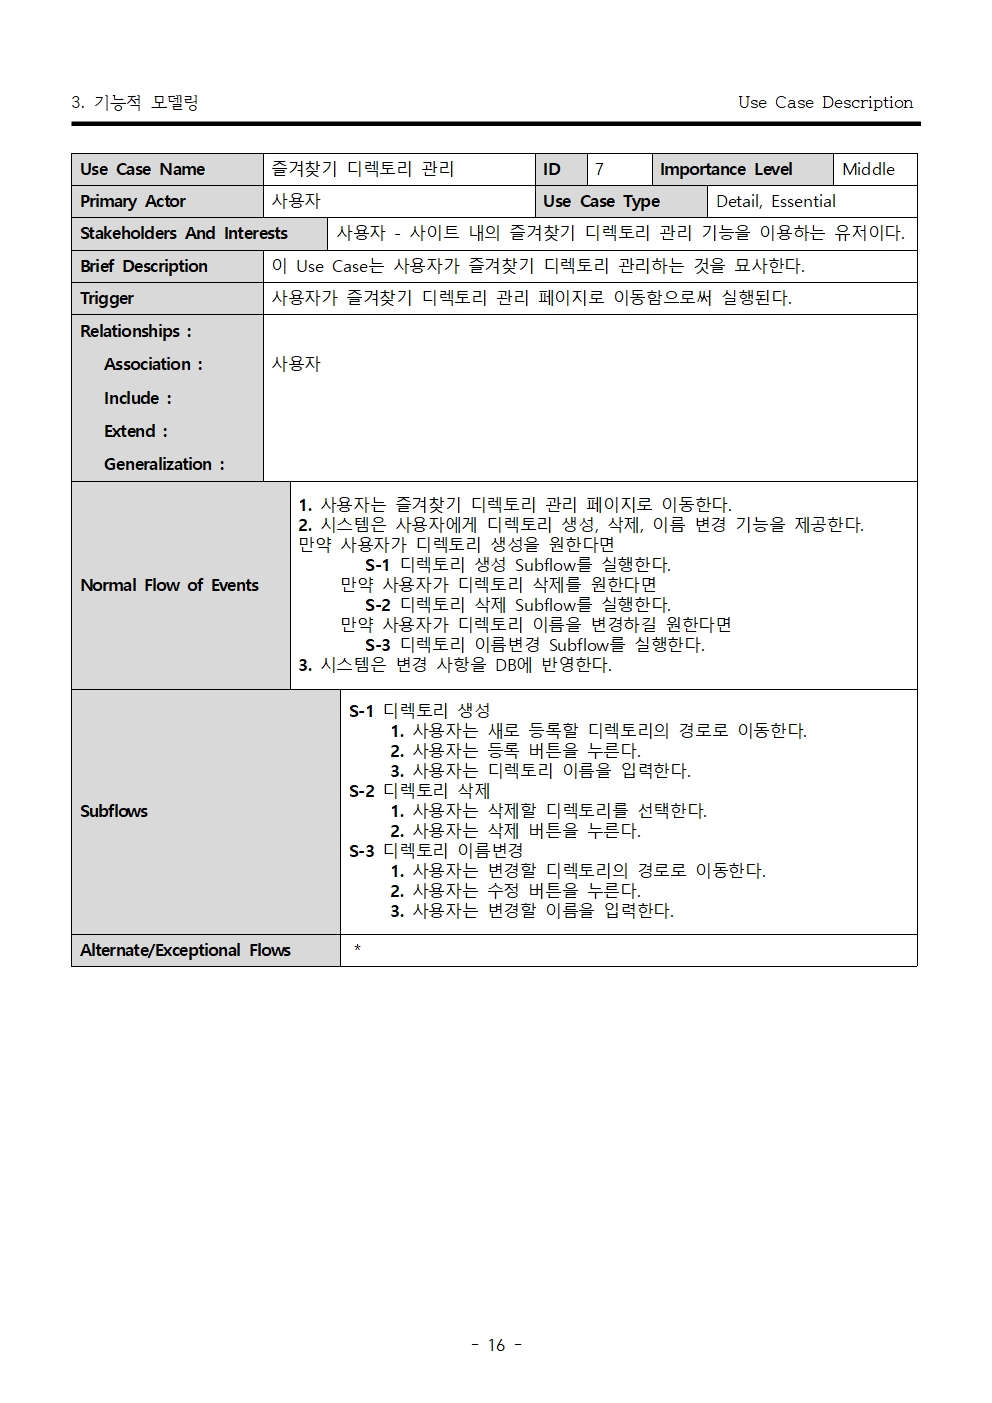 3. 기능적 모델링 Use Case Description
Use Case Name 즐겨찾기 디렉토리 관리 ID 7 Importance Level Middle
Primary Actor 사용자 Use Case Type Detail, Essential
Stakeholders And Interests 사용자 - 사이트 내의 즐겨찾기 디렉토리 관리 기능을 이용하는 유저이다.
Brief Description 이 Use Case는 사용자가 즐겨찾기 디렉토리 관리하는 것을 묘사한다.
Trigger 사용자가 즐겨찾기 디렉토리 관리 페이지로 이동함으로써 실행된다.
Relationships :
Association : 사용자
Include :
Extend :
Generalization :
Normal Flow of Events
1. 사용자는 즐겨찾기 디렉토리 관리 페이지로 이동한다.
2. 시스템은 사용자에게 디렉토리 생성, 삭제, 이름 변경 기능을 제공한다.
만약 사용자가 디렉토리 생성을 원한다면
S-1 디렉토리 생성 Subflow를 실행한다.
만약 사용자가 디렉토리 삭제를 원한다면
S-2 디렉토리 삭제 Subflow를 실행한다.
만약 사용자가 디렉토리 이름을 변경하길 원한다면
S-3 디렉토리 이름변경 Subflow를 실행한다.
3. 시스템은 변경 사항을 DB에 반영한다.
Subflows
S-1 디렉토리 생성
1. 사용자는 새로 등록할 디렉토리의 경로로 이동한다.
2. 사용자는 등록 버튼을 누른다.
3. 사용자는 디렉토리 이름을 입력한다.
S-2 디렉토리 삭제
1. 사용자는 삭제할 디렉토리를 선택한다.
2. 사용자는 삭제 버튼을 누른다.
S-3 디렉토리 이름변경
1. 사용자는 변경할 디렉토리의 경로로 이동한다.
2. 사용자는 수정 버튼을 누른다.
3. 사용자는 변경할 이름을 입력한다.
Alternate/Exceptional Flows *
- 16 -